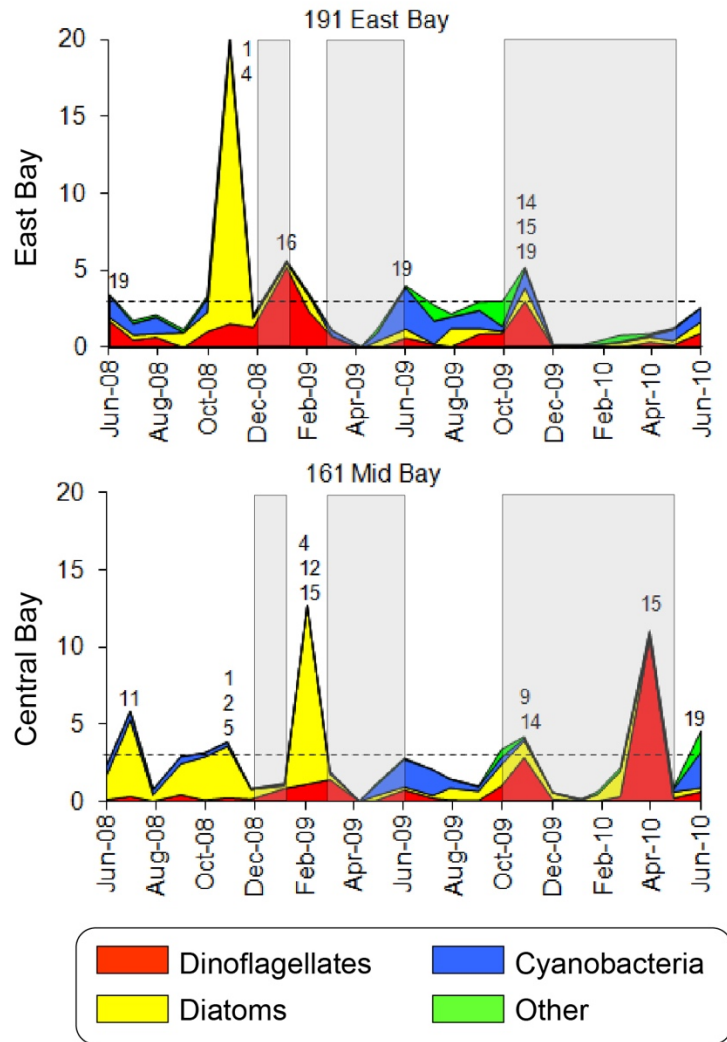 191 East Bay
East Bay
20
15
10
5
0
19
1
4
16
19
14
15
19
Jun-08
Aug-08
Oct-08
Dec-08
Feb-09
Apr-09
Jun-09
Aug-09
Oct-09
Dec-09
Feb-10
Apr-10
Jun-10
161 Mid Bay
Central Bay
20
15
10
5
0
11
1
2
5
4
12
15
9
14
15
19
Jun-08
Aug-08
Oct-08
Dec-08
Feb-09
Apr-09
Jun-09
Aug-09
Oct-09
Dec-09
Feb-10
Apr-10
Jun-10
Dinoflagellates
Cyanobacteria
Diatoms
Other